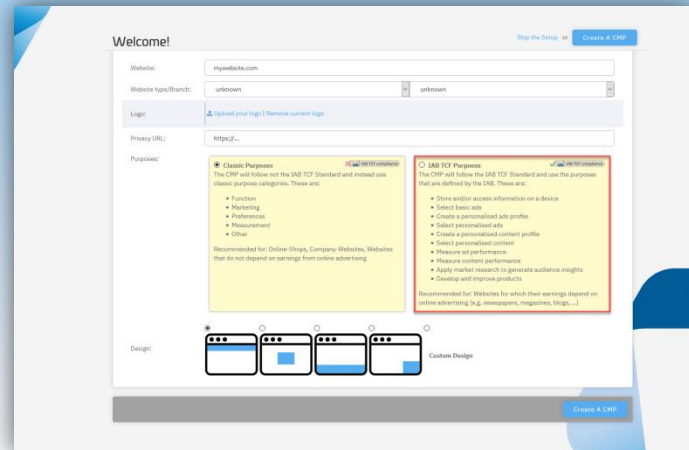 Welcome!
Skip the Setup or Create A CMP
Website: mywebsite.com
Website type/Branch: unknown unknown
Logo: Upload your logo | Remove current logo
Privacy URL: https://...
Purposes:
Classic Purposes IAB TCF compliance
The CMP will follow not the IAB TCF Standard and instead use
classic purpose categories. These are:
Function
Marketing
Preferences
Measurement
Other
Recommended for: Online-Shops, Company-Websites, Websites
that do not depend on earnings from online advertising
IAB TCF Purposes IAB TCF compliance
The CMP will follow the IAB TCF Standard and use the purposes
that are defined by the IAB. These are:
Store and/or access information on a device
Select basic ads
Create a personalised ads profile
Select personalised ads
Create a personalised content profile
Select personalised content
Measure ad performance
Measure content performance
Apply market research to generate audience insights
Develop and improve products
Recommended for: Websites for which their earnings depend on
online advertising (e.g. newspapers, magazines, blogs, ...)
Design:
Custom Design
Create A CMP